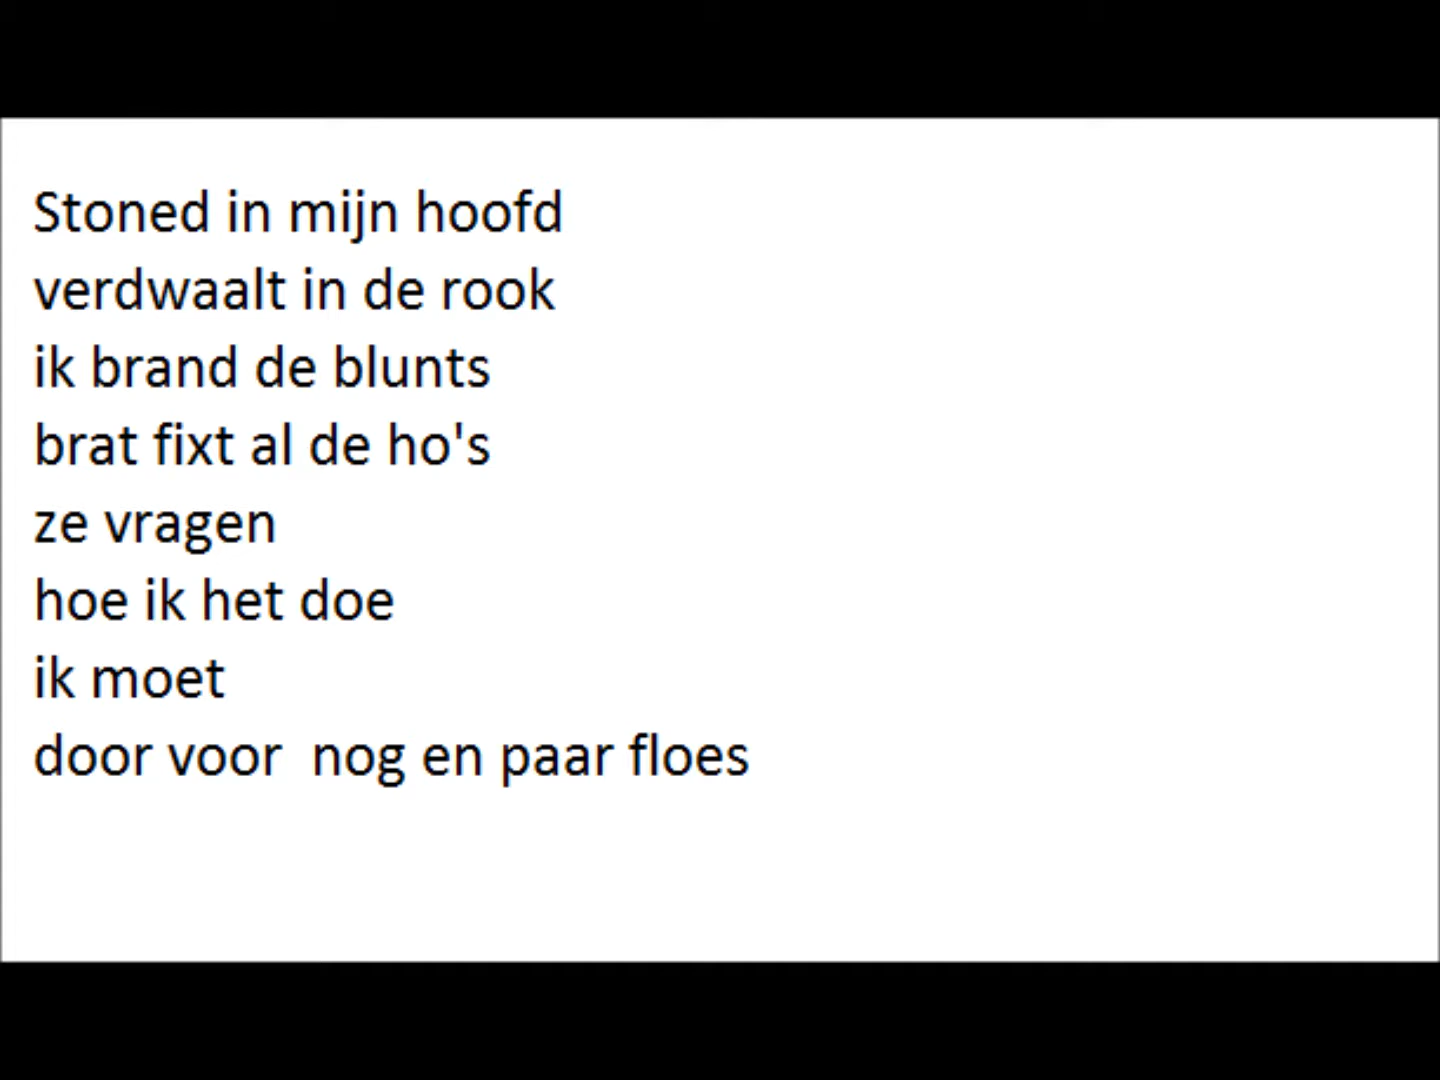 Stoned in mijn hoofd
verdwaalt in de rook
ik brand de blunts
brat fixt al de ho's
ze vragen
hoe ik het doe
ik moet
door voor  nog en paar floes